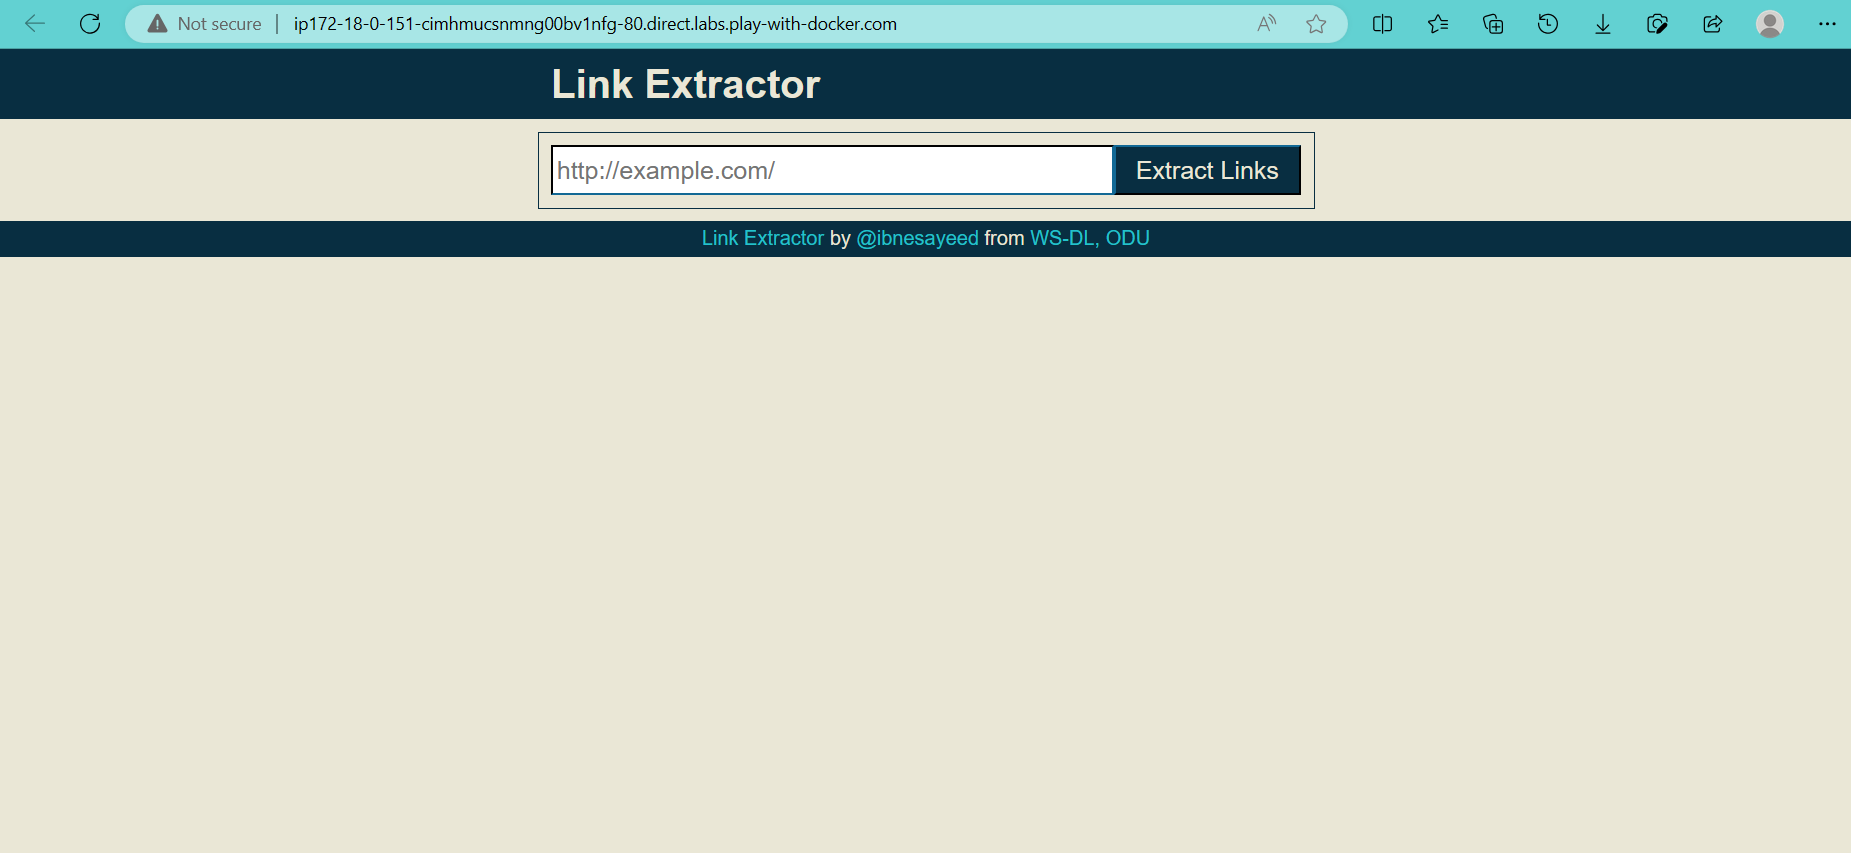 Not secure | ip172-18-0-151-cimhmucsnmng00bv1nfg-80.direct.labs.play-with-docker.com
Link Extractor
http://example.com/ Extract Links
Link Extractor by @ibnesayeed from WS-DL, ODU